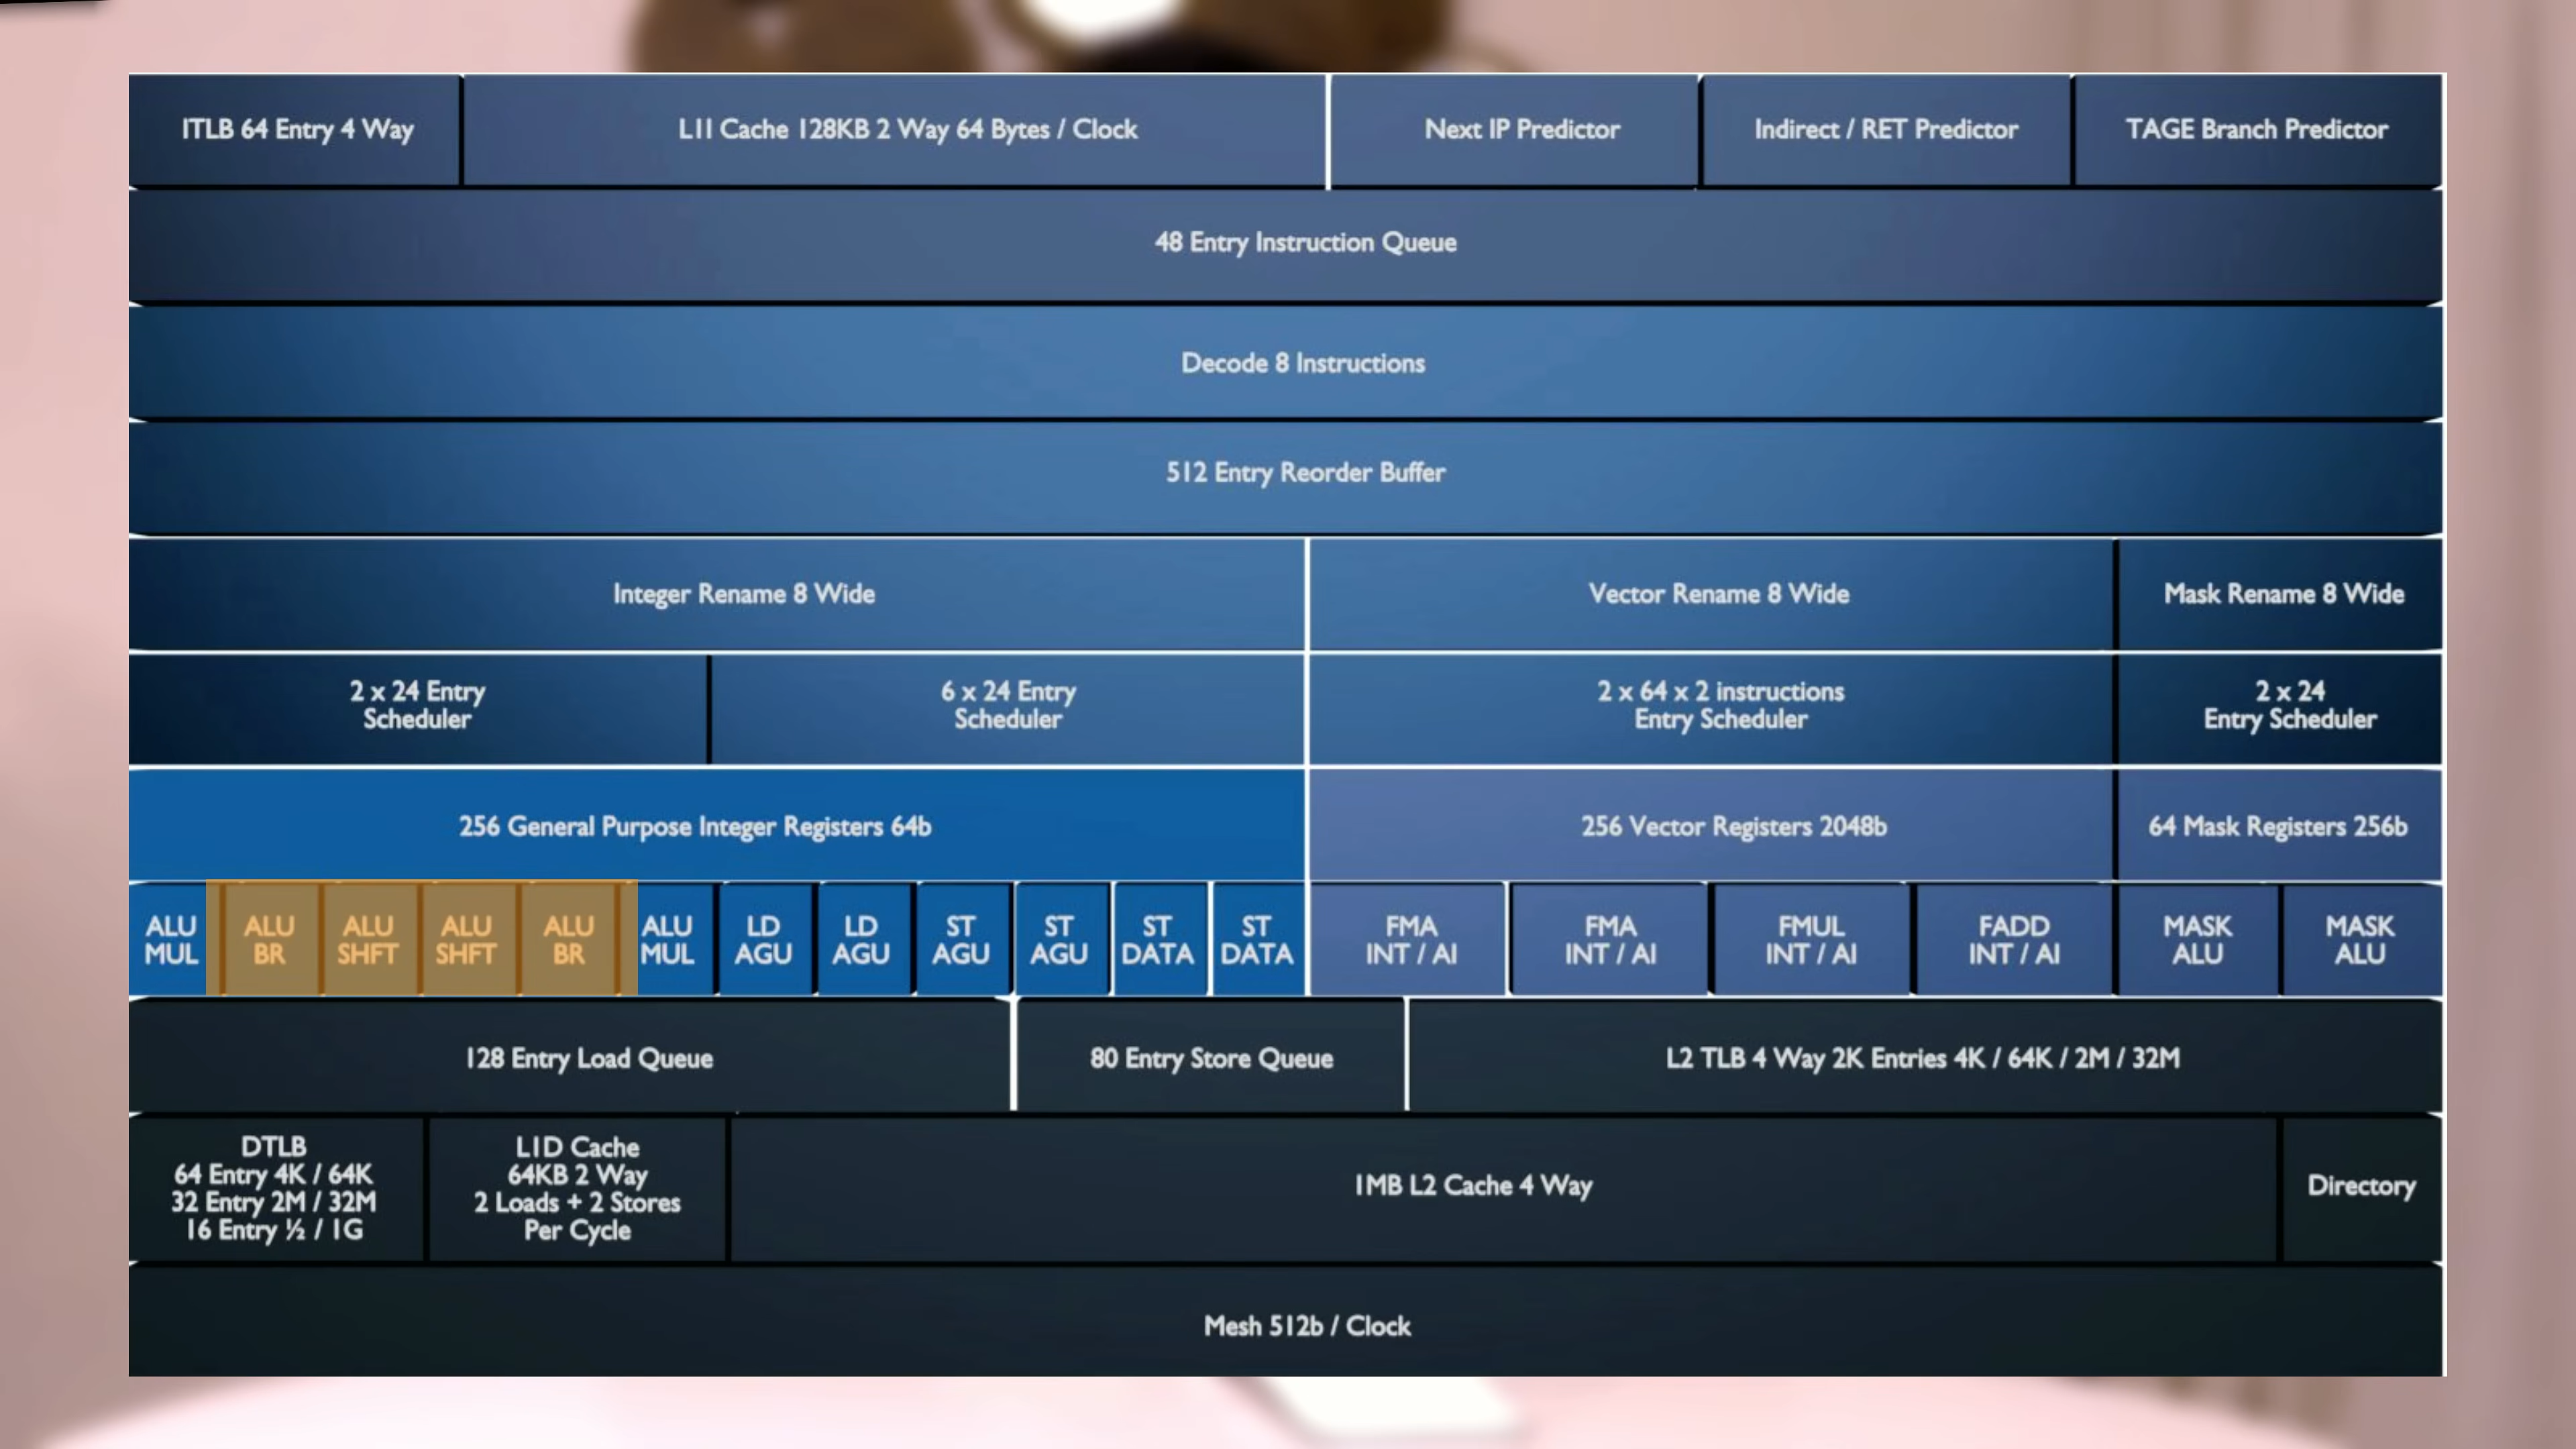 ITLB 64 Entry 4 Way
L1I Cache 128KB 2 Way 64 Bytes / Clock
Next IP Predictor
Indirect / RET Predictor
TAGE Branch Predictor
48 Entry Instruction Queue
Decode 8 Instructions
512 Entry Reorder Buffer
Integer Rename 8 Wide
Vector Rename 8 Wide
Mask Rename 8 Wide
2 x 24 Entry
Scheduler
6 x 24 Entry
Scheduler
2 x 64 x 2 instructions
Entry Scheduler
2 x 24
Entry Scheduler
256 General Purpose Integer Registers 64b
256 Vector Registers 2048b
64 Mask Registers 256b
ALU
MUL
ALU
BR
ALU
SHFT
ALU
SHFT
ALU
BR
ALU
MUL
LD
AGU
LD
AGU
ST
AGU
ST
AGU
ST
DATA
ST
DATA
FMA
INT / AI
FMA
INT / AI
FMUL
INT / AI
FADD
INT / AI
MASK
ALU
MASK
ALU
128 Entry Load Queue
80 Entry Store Queue
L2 TLB 4 Way 2K Entries 4K / 64K / 2M / 32M
DTLB
64 Entry 4K / 64K
32 Entry 2M / 32M
16 Entry ½ / 1G
L1D Cache
64KB 2 Way
2 Loads + 2 Stores
Per Cycle
1MB L2 Cache 4 Way
Directory
Mesh 512b / Clock